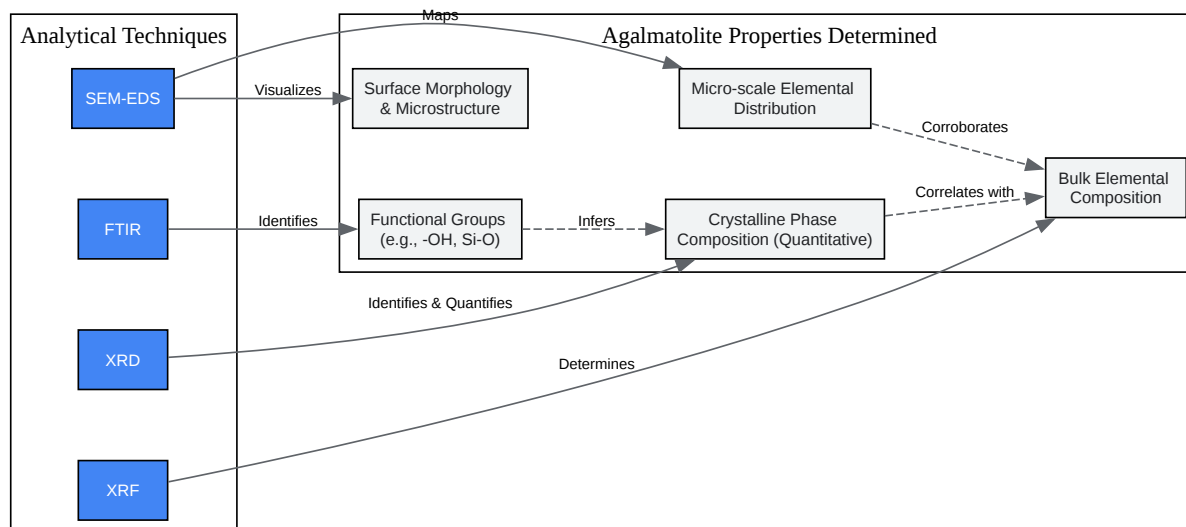 Maps
Analytical Techniques
Agalmatolite Properties Determined
SEM-EDS
Visualizes
Surface Morphology
& Microstructure
Micro-scale Elemental
Distribution
Corroborates
Bulk Elemental
Composition
FTIR
Identifies
Functional Groups
(e.g., -OH, Si-O)
Infers
Crystalline Phase
Composition (Quantitative)
Correlates with
Identifies & Quantifies
XRD
Determines
XRF